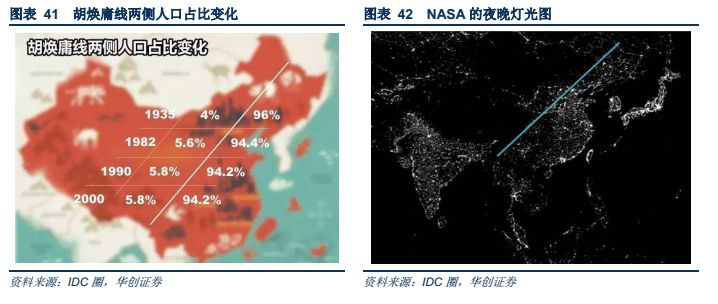 图表 41 胡焕庸线两侧人口占比变化
胡焕庸线两侧人口占比变化
1935 4% 96%
1982 5.6% 94.4%
1990 5.8% 94.2%
2000 5.8% 94.2%
资料来源：IDC 圈，华创证券
图表 42 NASA 的夜晚灯光图
资料来源：IDC 圈，华创证券